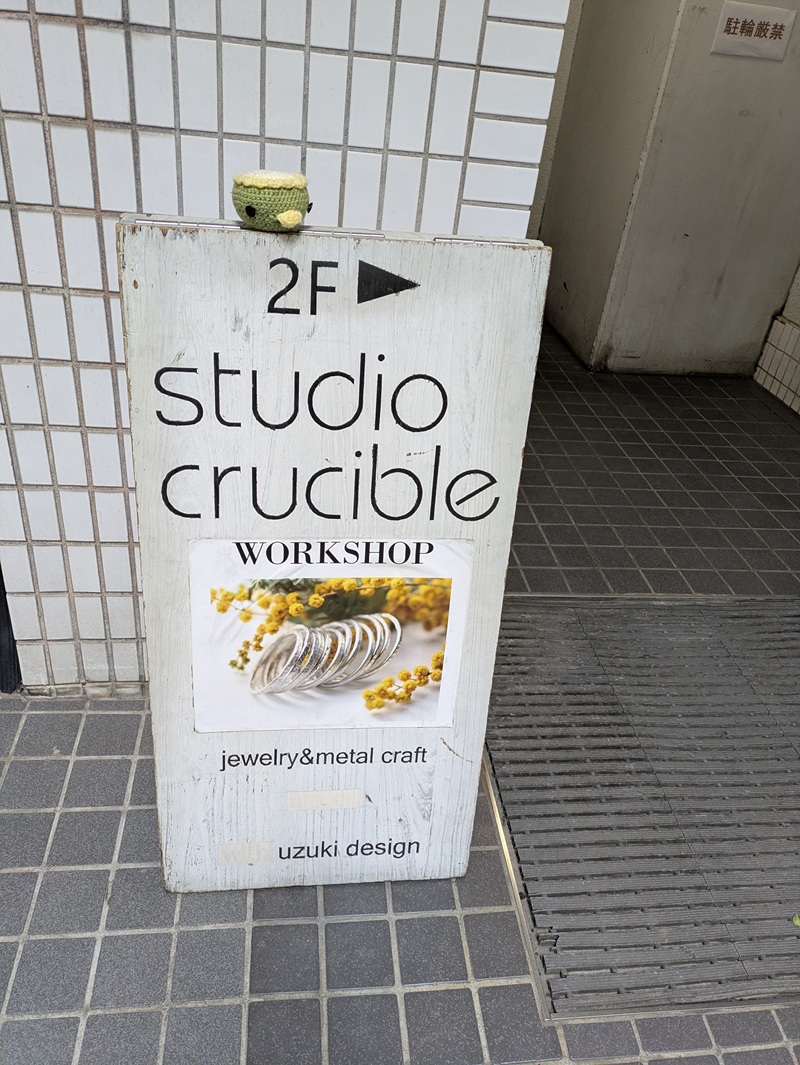 駐輪厳禁
2F ▶
studio
crucible
WORKSHOP
jewelry&metal craft
uzuki design